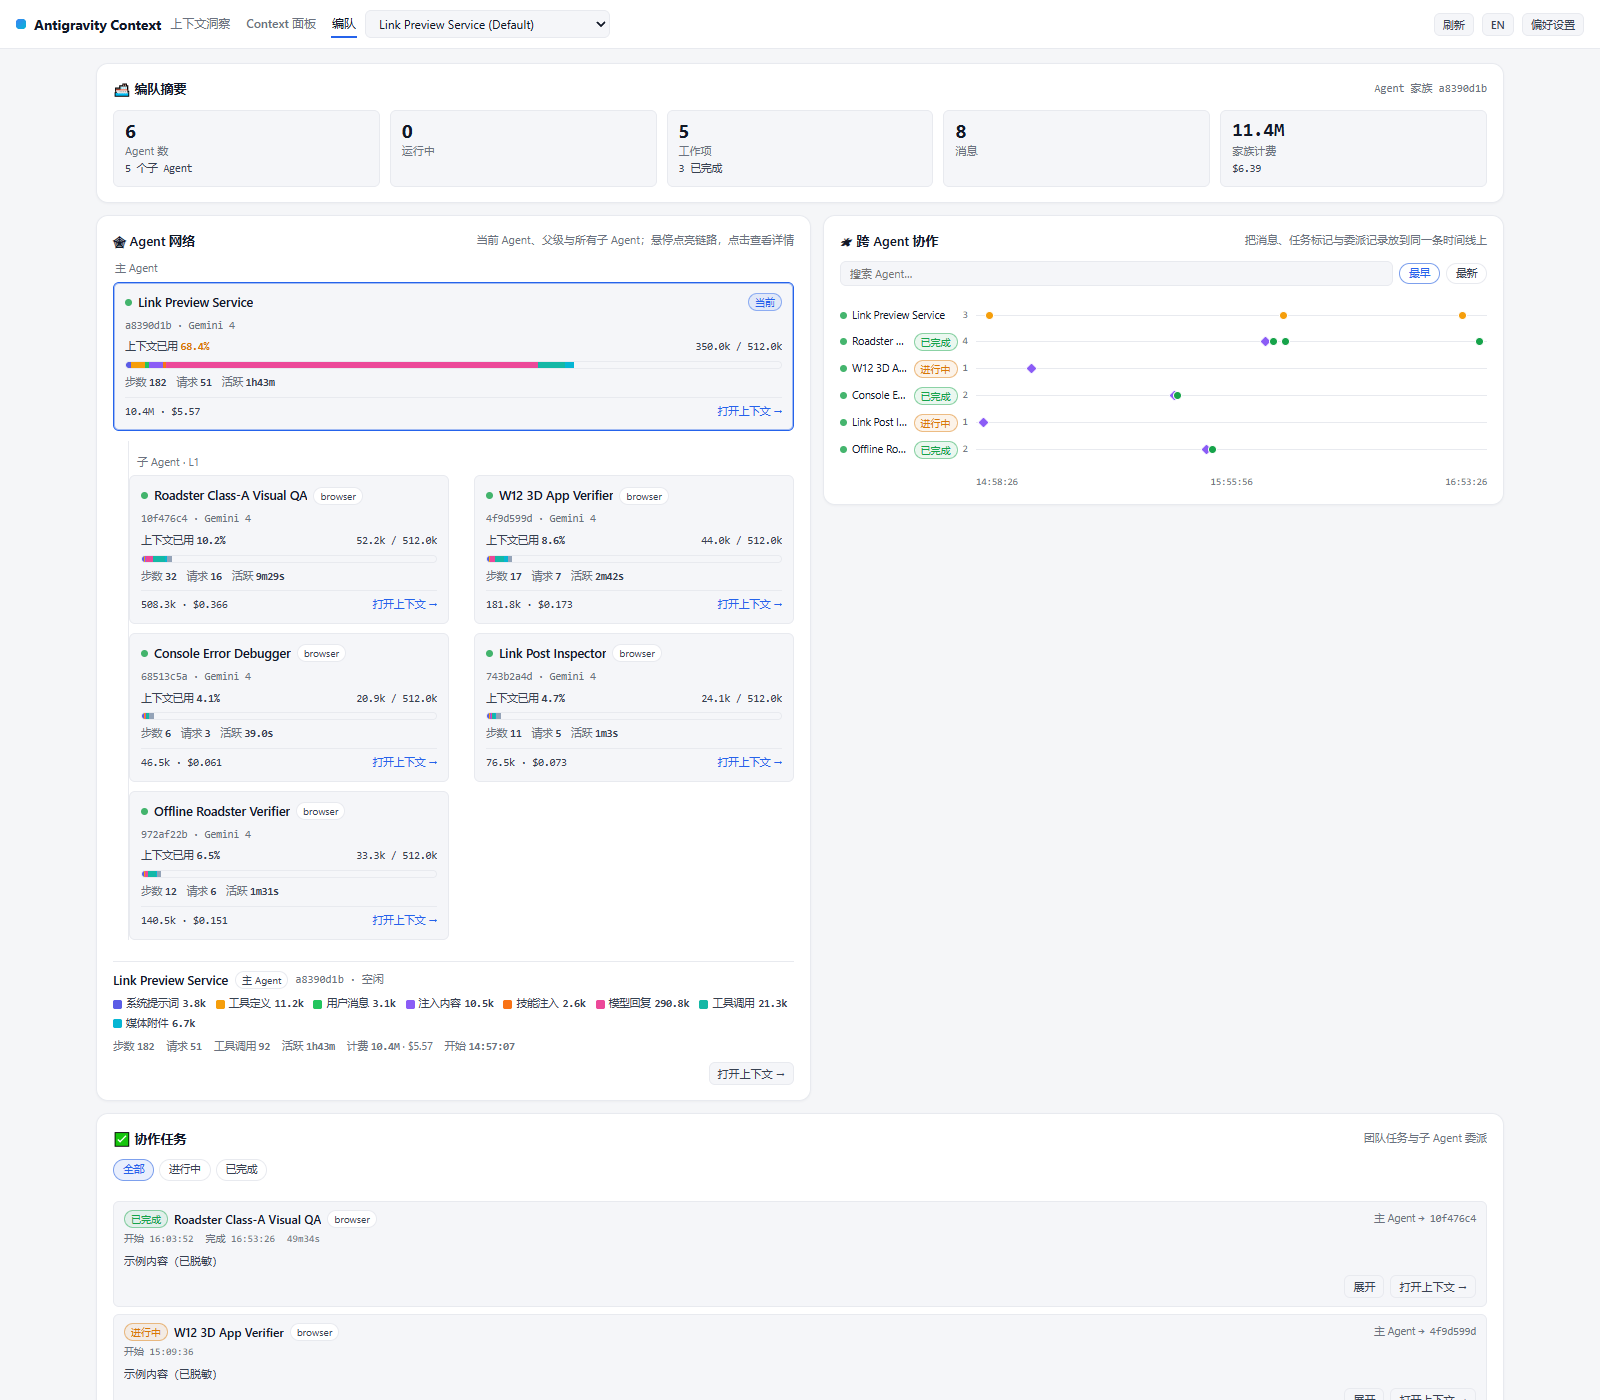 Antigravity Context 上下文洞察 Context 面板 编队 Link Preview Service (Default) 刷新 EN 偏好设置
编队摘要 Agent 家族 a8390d1b
6
Agent 数
5 个子 Agent
0
运行中
5
工作项
3 已完成
8
消息
11.4M
家族计费
$6.39
Agent 网络 当前 Agent、父级与所有子 Agent；悬停点亮链路，点击查看详情
主 Agent
Link Preview Service 当前
a8390d1b · Gemini 4
上下文已用 68.4% 350.0k / 512.0k
步数 182 请求 51 活跃 1h43m
10.4M · $5.57 打开上下文 →
子 Agent · L1
Roadster Class-A Visual QA browser
10f476c4 · Gemini 4
上下文已用 10.2% 52.2k / 512.0k
步数 32 请求 16 活跃 9m29s
508.3k · $0.366 打开上下文 →
W12 3D App Verifier browser
4f9d599d · Gemini 4
上下文已用 8.6% 44.0k / 512.0k
步数 17 请求 7 活跃 2m42s
181.8k · $0.173 打开上下文 →
Console Error Debugger browser
68513c5a · Gemini 4
上下文已用 4.1% 20.9k / 512.0k
步数 6 请求 3 活跃 39.0s
46.5k · $0.061 打开上下文 →
Link Post Inspector browser
743b2a4d · Gemini 4
上下文已用 4.7% 24.1k / 512.0k
步数 11 请求 5 活跃 1m3s
76.5k · $0.073 打开上下文 →
Offline Roadster Verifier browser
972af22b · Gemini 4
上下文已用 6.5% 33.3k / 512.0k
步数 12 请求 6 活跃 1m31s
140.5k · $0.151 打开上下文 →
Link Preview Service 主 Agent a8390d1b · 空闲
系统提示词 3.8k 工具定义 11.2k 用户消息 3.1k 注入内容 10.5k 技能注入 2.6k 模型回复 290.8k 工具调用 21.3k
媒体附件 6.7k
步数 182 请求 51 工具调用 92 活跃 1h43m 计费 10.4M · $5.57 开始 14:57:07
打开上下文 →
跨 Agent 协作 把消息、任务标记与委派记录放到同一条时间线上
搜索 Agent... 最早 最新
Link Preview Service 3
Roadster ... 已完成 4
W12 3D A... 进行中 1
Console E... 已完成 2
Link Post I... 进行中 1
Offline Ro... 已完成 2
14:58:26 15:55:56 16:53:26
协作任务 团队任务与子 Agent 委派
全部 进行中 已完成
已完成 Roadster Class-A Visual QA browser 主 Agent → 10f476c4
开始 16:03:52 完成 16:53:26 49m34s
示例内容（已脱敏）
展开 打开上下文 →
进行中 W12 3D App Verifier browser 主 Agent → 4f9d599d
开始 15:09:36
示例内容（已脱敏）
展开 打开上下文 →